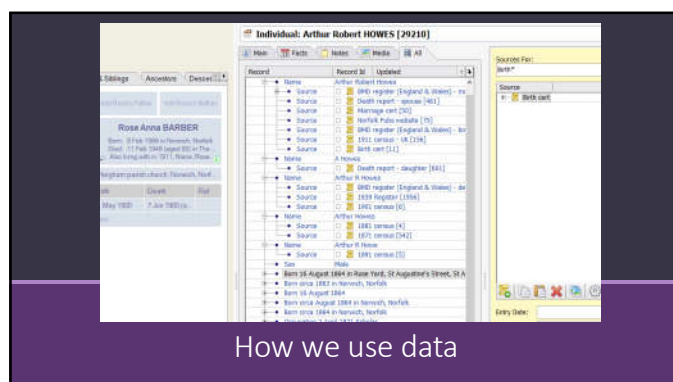 Individual: Arthur Robert HOWES [29210]
Main Facts Notes Media All
Siblings Ancestors
Record Record Id Updated
Name Arthur Robert Howes
Source BMD register (England & Wales) -
Source Death report - spouse [461]
Source Marriage cert [50]
Source Norfolk Pubs website [75]
Source BMD register (England & Wales) -
Source 1911 census - UK [156]
Source Birth cert [11]
Name A Howes
Source Death report - daughter [601]
Name Arthur R Howes
Source BMD register (England & Wales) - de
Source 1939 Register [1956]
Source 1901 census [6]
Name Arthur Howes
Source 1881 census [4]
Source 1871 census [542]
Name Arthur R Howe
Source 1891 census [5]
Sex Male
Born 16 August 1864 in Rose Yard, St Augustine's Street, St A
Born circa 1862 in Norwich, Norfolk
Born 16 August 1864
Born circa August 1864 in Norwich, Norfolk
Born circa 1864 in Norwich, Norfolk
Rose Anna BARBER
Sources For:
Birth*
Source
Birth cert
Entry Date:
How we use data